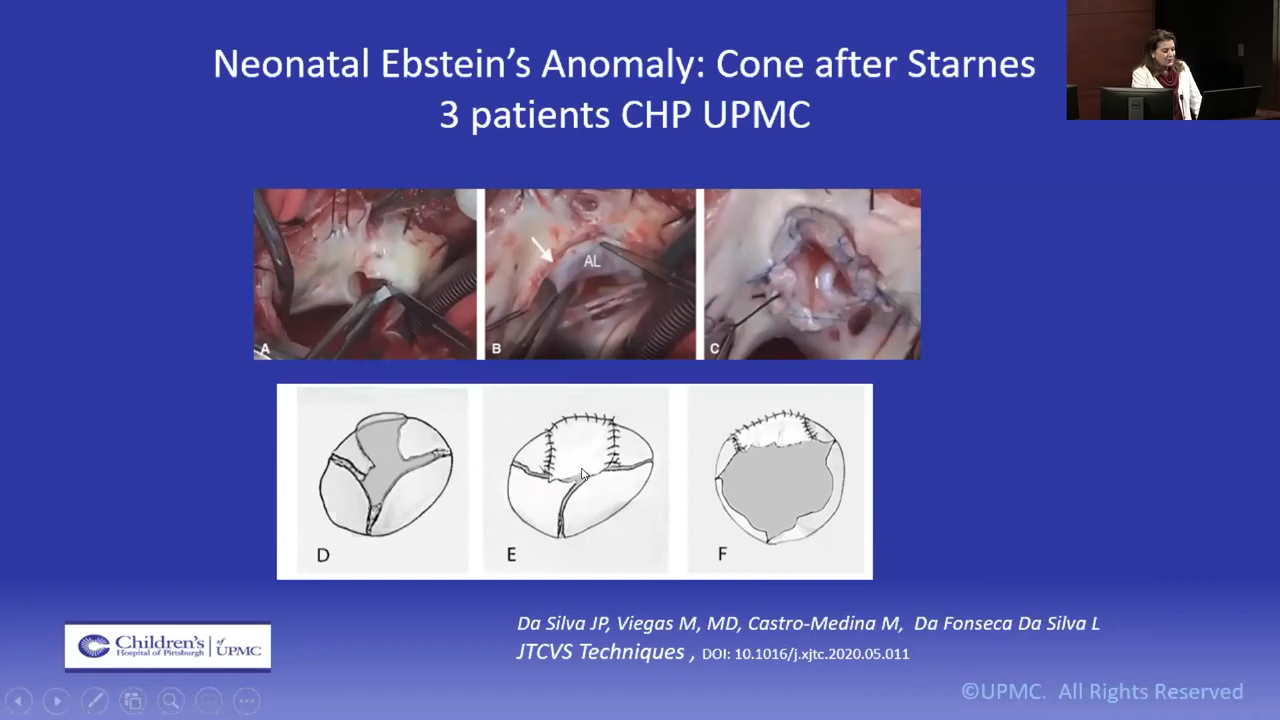 Neonatal Ebstein's Anomaly: Cone after Starnes
3 patients CHP UPMC
A
B
AL
C
D
E
F
Da Silva JP, Viegas M, MD, Castro-Medina M, Da Fonseca Da Silva L
JTCVS Techniques , DOI: 10.1016/j.xjtc.2020.05.011
Children's
Hospital of Pittsburgh
of
UPMC
©UPMC. All Rights Reserved